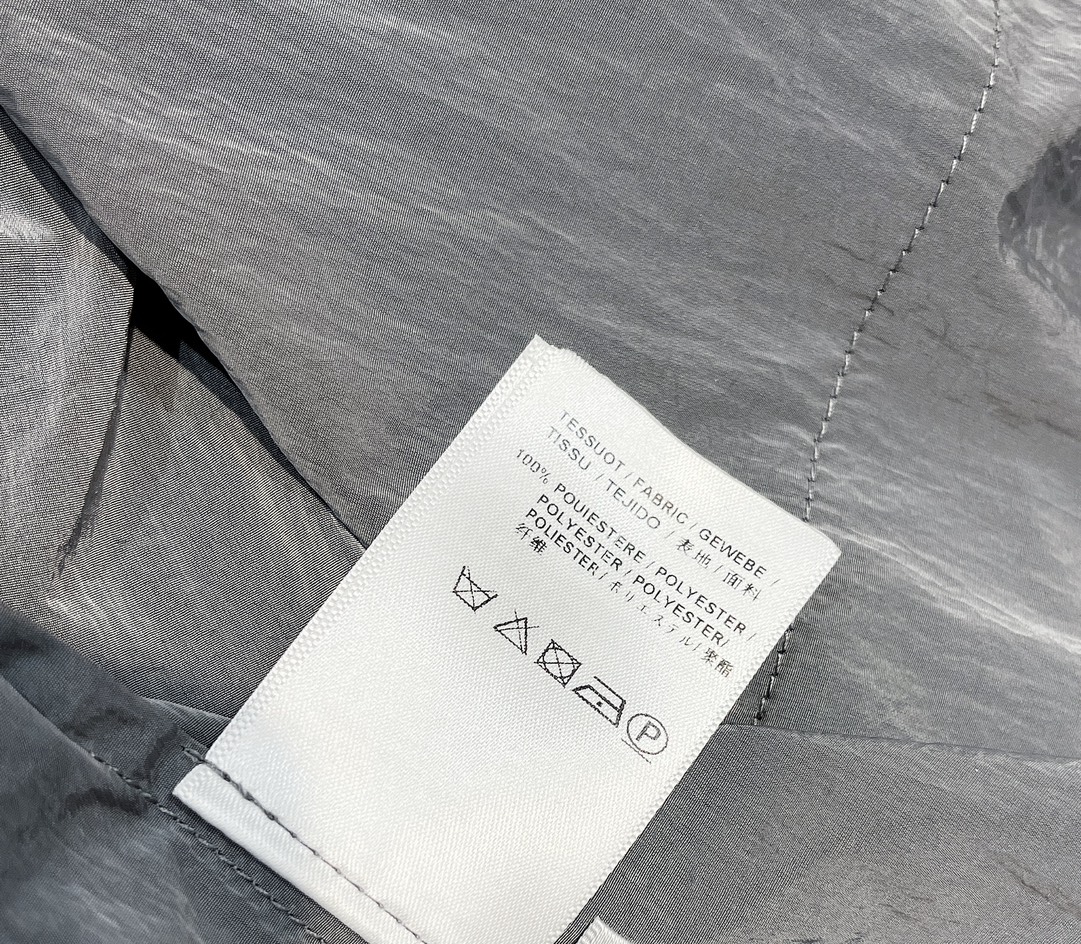 TESSUOT / FABRIC / GEWEBE /
TISSU / TEJIDO / 表地 / 面料
100% POUIESTERE / POLYESTER /
POLYESTER / POLYESTER/
POLIESTER/ ポリエステル/ 聚酯
纤维
P